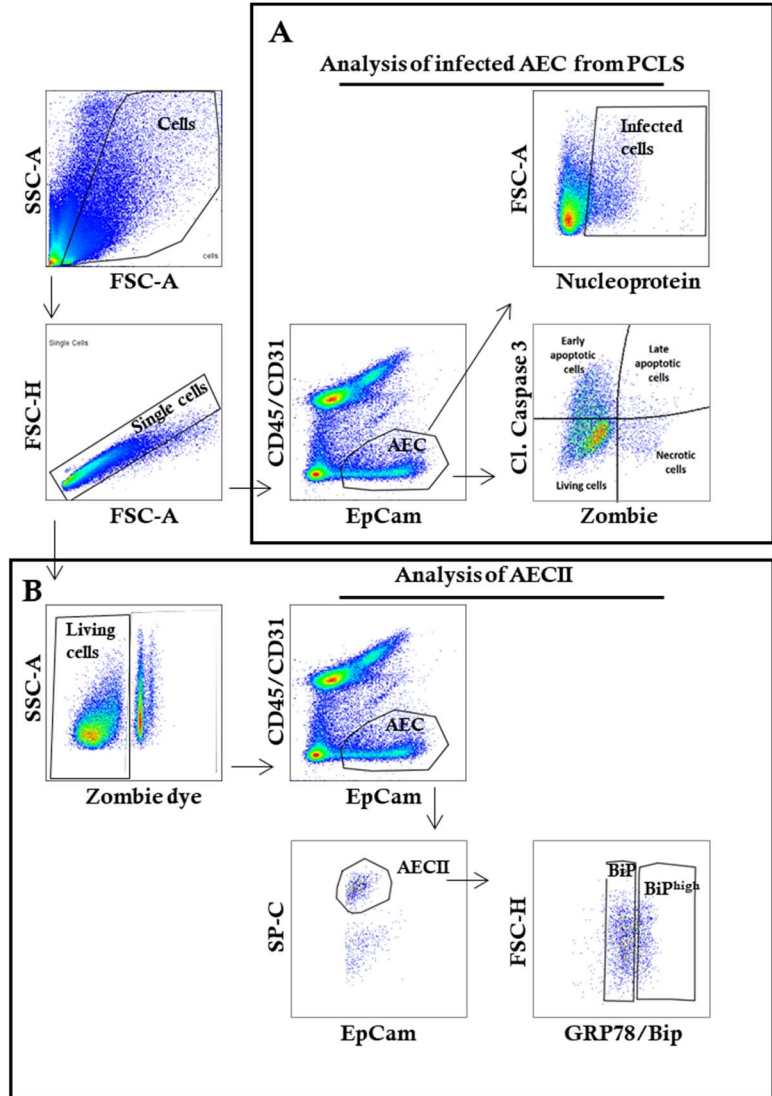 A
Analysis of infected AEC from PCLS
SSC-A
Cells
cells
FSC-A
FSC-A
Infected
cells
Nucleoprotein
FSC-H
Single Cells
Single cells
FSC-A
CD45/CD31
AEC
EpCam
Cl. Caspase 3
Early
apoptotic
cells
Late
apoptotic
cells
Living cells
Necrotic
cells
Zombie
B
Analysis of AECII
SSC-A
Living
cells
Zombie dye
CD45/CD31
AEC
EpCam
SP-C
AECII
EpCam
FSC-H
BiP
BiPhigh
GRP78/Bip